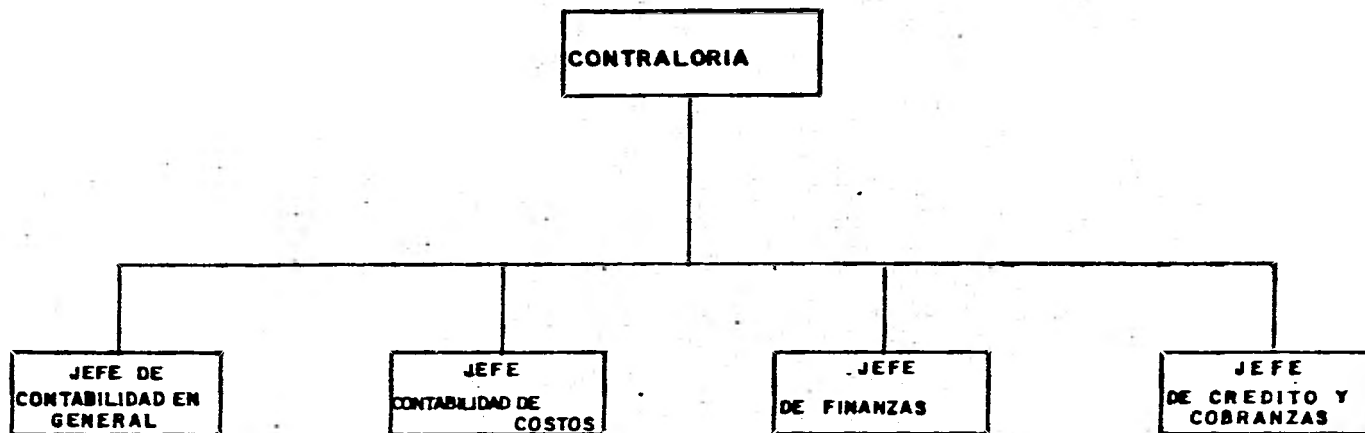 CONTRALORIA
JEFE DE
CONTABILIDAD EN
GENERAL
JEFE
CONTABILIDAD DE
COSTOS
JEFE
DE FINANZAS
JEFE
DE CREDITO Y
COBRANZAS